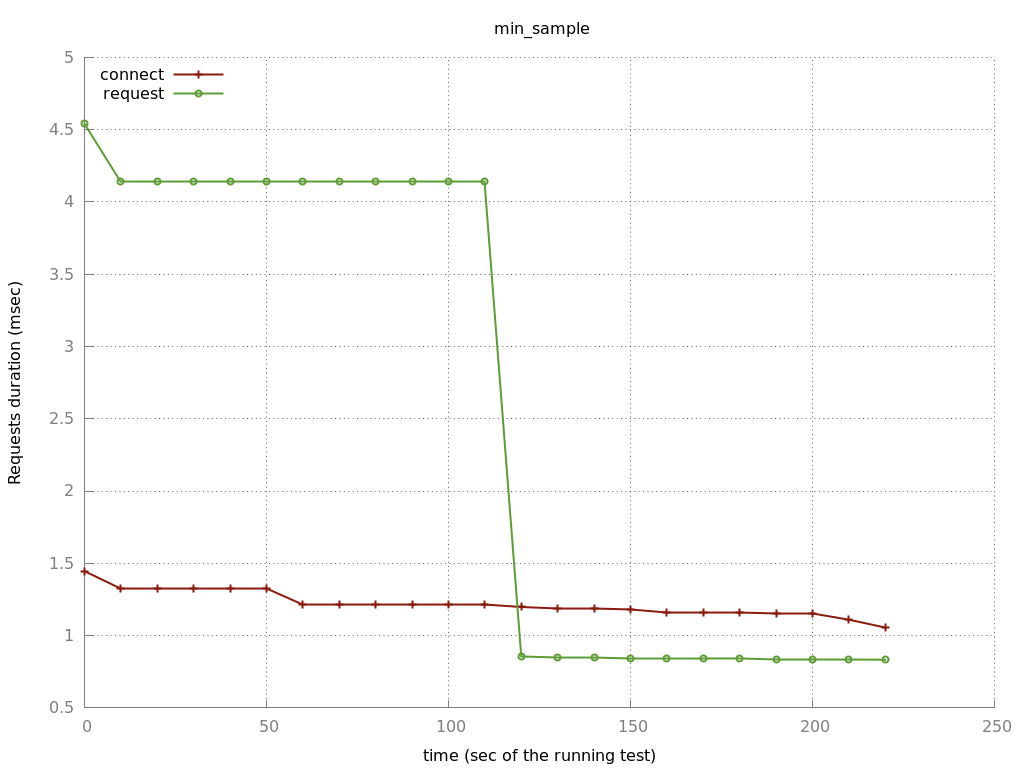 min_sample
connect
request
5
4.5
4
3.5
3
2.5
2
1.5
1
0.5
0 50 100 150 200 250
Requests duration (msec)
time (sec of the running test)